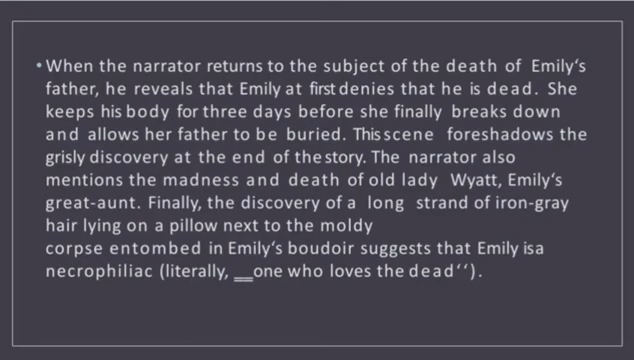 •When the narrator returns to the subject of the death of Emily‘s
father, he reveals that Emily at first denies that he is dead. She
keeps his body for three days before she finally breaks down
and allows her father to be buried. This scene foreshadows the
grisly discovery at the end of the story. The narrator also
mentions the madness and death of old lady Wyatt, Emily‘s
great-aunt. Finally, the discovery of a long strand of iron-gray
hair lying on a pillow next to the moldy
corpse entombed in Emily‘s boudoir suggests that Emily isa
necrophiliac (literally, __one who loves the dead‘‘).